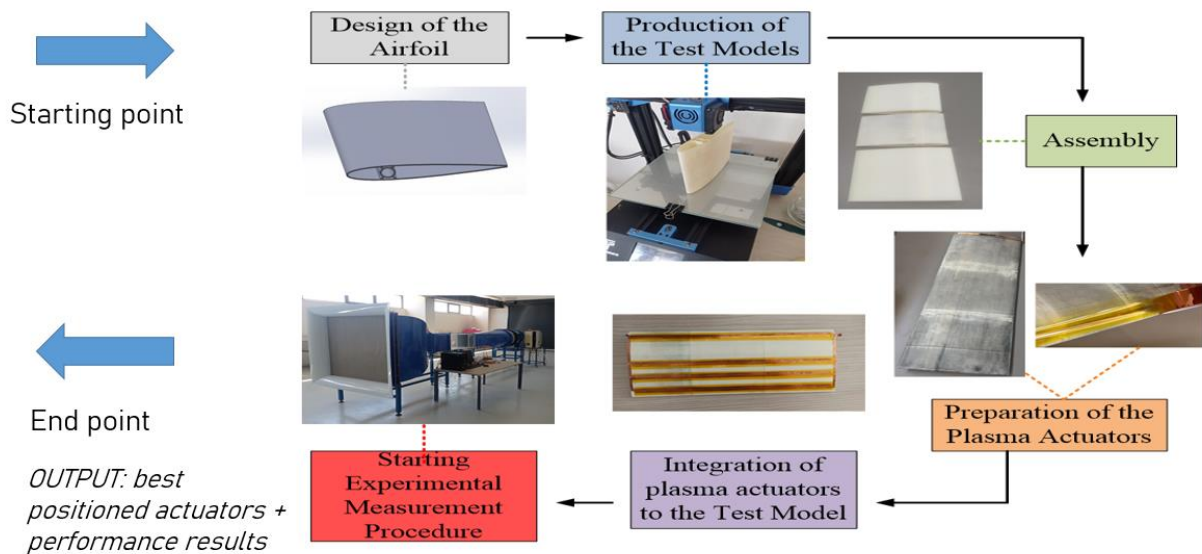 Design of the
Airfoil
Production of
the Test Models
Starting point
Assembly
End point
Preparation of the
Plasma Actuators
OUTPUT: best
positioned actuators +
performance results
Starting
Experimental
Measurement
Procedure
Integration of
plasma actuators
to the Test Model